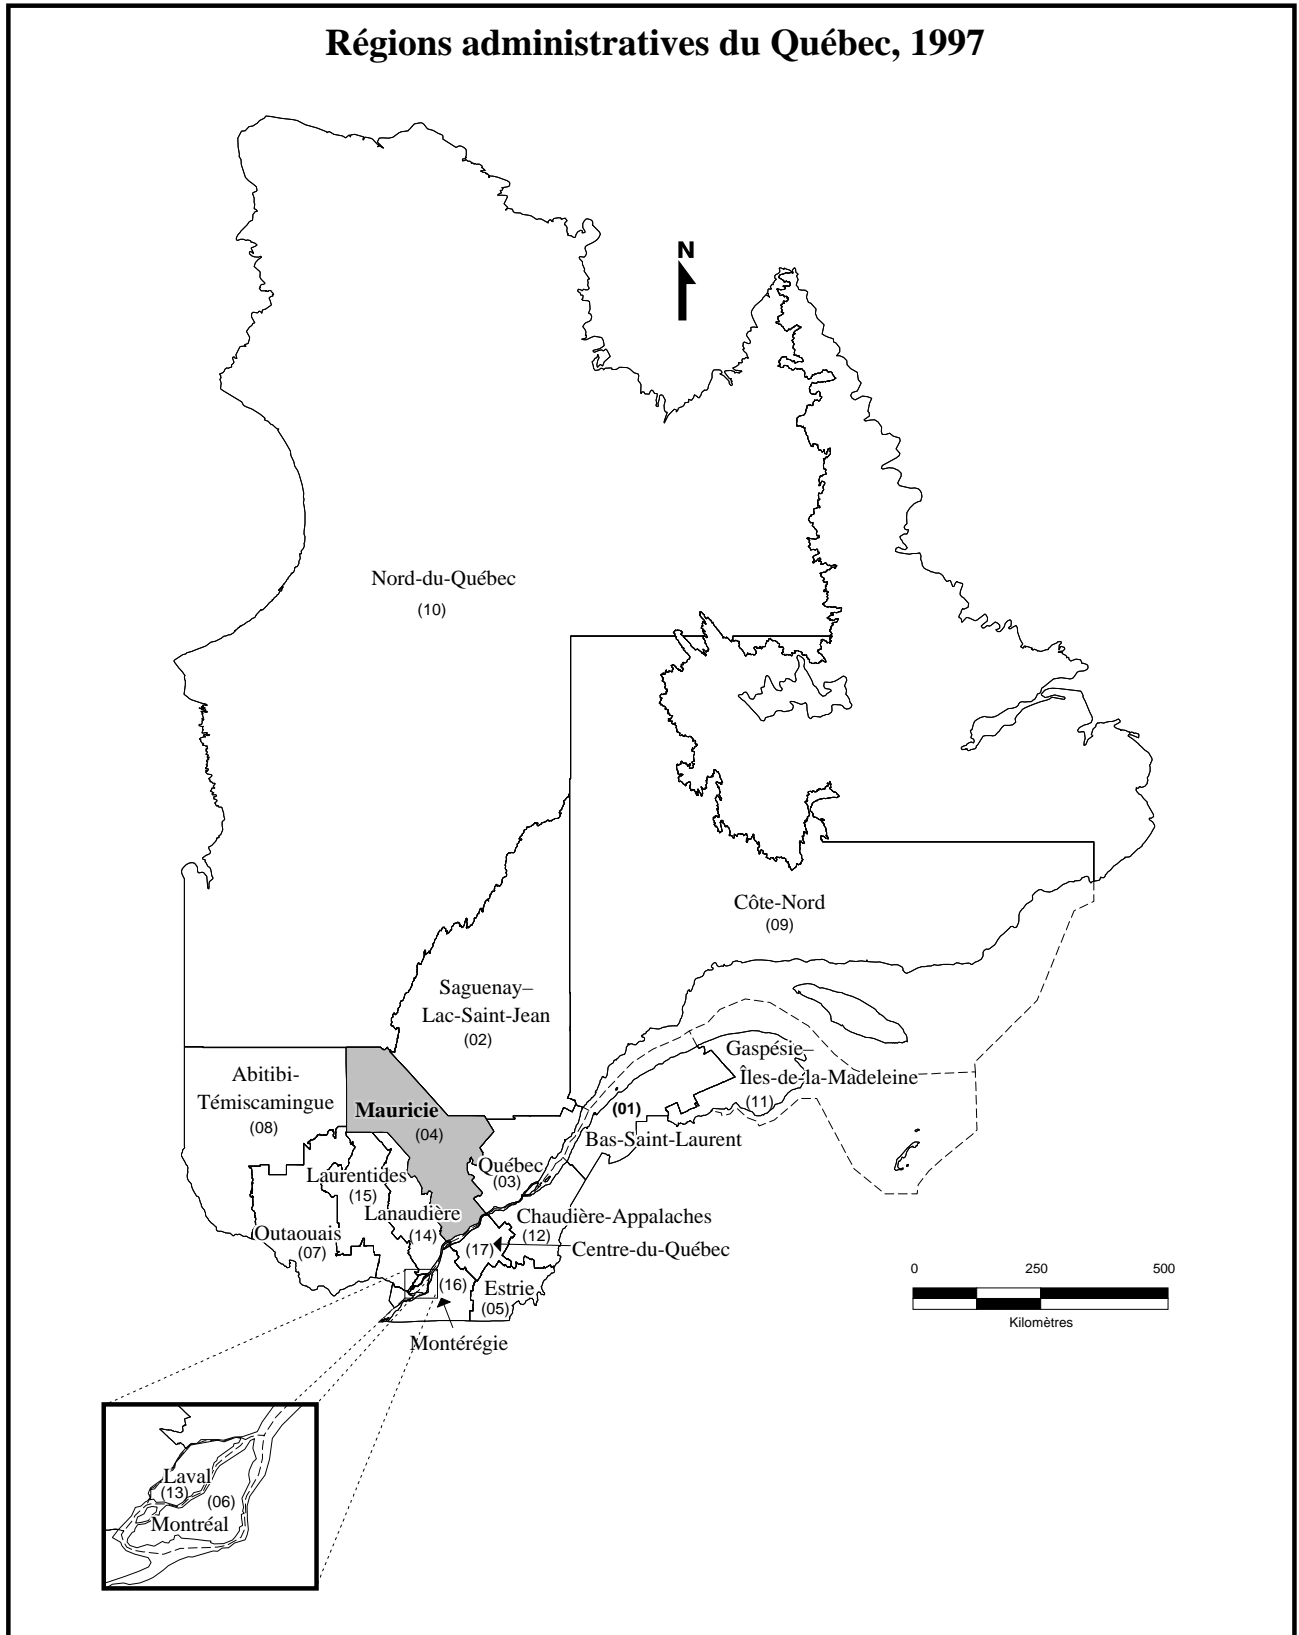 Régions administratives du Québec, 1997
N
Nord-du-Québec
(10)
Côte-Nord
(09)
Saguenay–
Lac-Saint-Jean
(02)
Gaspésie–
Îles-de-la-Madeleine
(11)
Abitibi-
Témiscamingue
(08)
Mauricie
(04)
(01)
Bas-Saint-Laurent
Québec
(03)
Laurentides
(15)
Lanaudière
(14)
Chaudière-Appalaches
(12)
Outaouais
(07)
(17)
Centre-du-Québec
(16)
Estrie
(05)
Montérégie
0 250 500
Kilomètres
Laval
(13)
(06)
Montréal